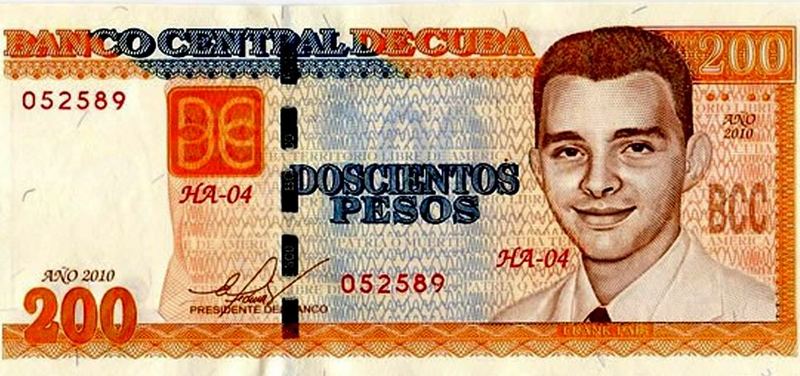 BANCO CENTRAL DE CUBA
200
052589
AÑO
2010
HA-04
DOSCIENTOS
PESOS
BCC
HA-04
AÑO 2010
052589
200
PRESIDENTE DEL BANCO
FRANK PAÍS